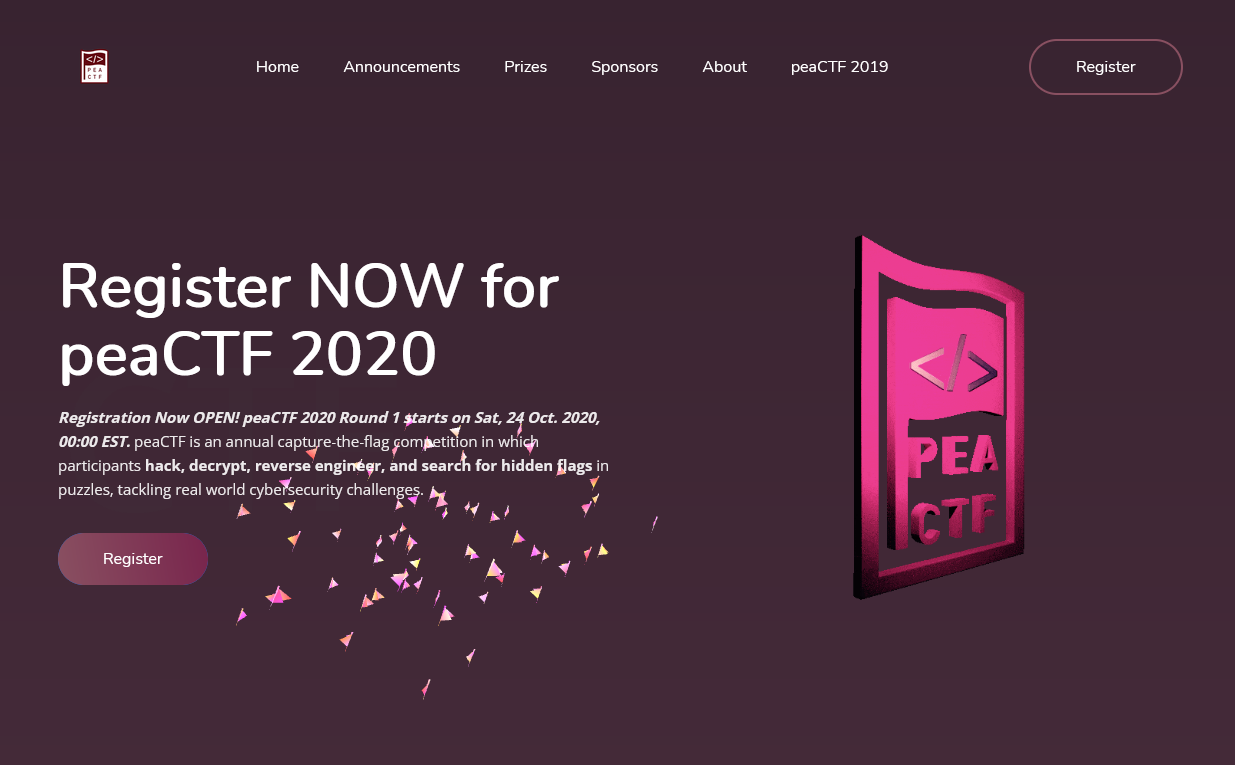 </>
PEA
CTF
Home
Announcements
Prizes
Sponsors
About
peaCTF 2019
Register
Register NOW for
peaCTF 2020
Registration Now OPEN! peaCTF 2020 Round 1 starts on Sat, 24 Oct. 2020,
00:00 EST. peaCTF is an annual capture-the-flag competition in which
participants hack, decrypt, reverse engineer, and search for hidden flags in
puzzles, tackling real world cybersecurity challenges.
Register
</>
PEA
CTF